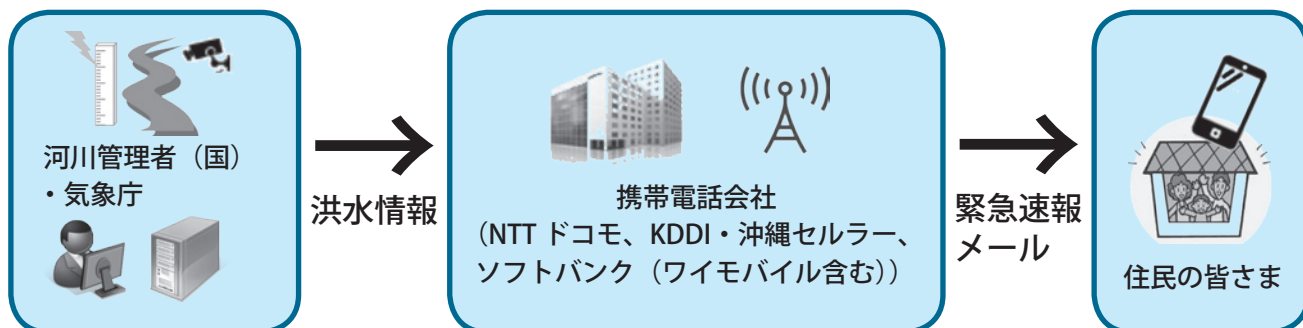 河川管理者（国）
・気象庁
洪水情報
携帯電話会社
（NTT ドコモ、KDDI・沖縄セルラー、
ソフトバンク（ワイモバイル含む））
緊急速報
メール
住民の皆さま